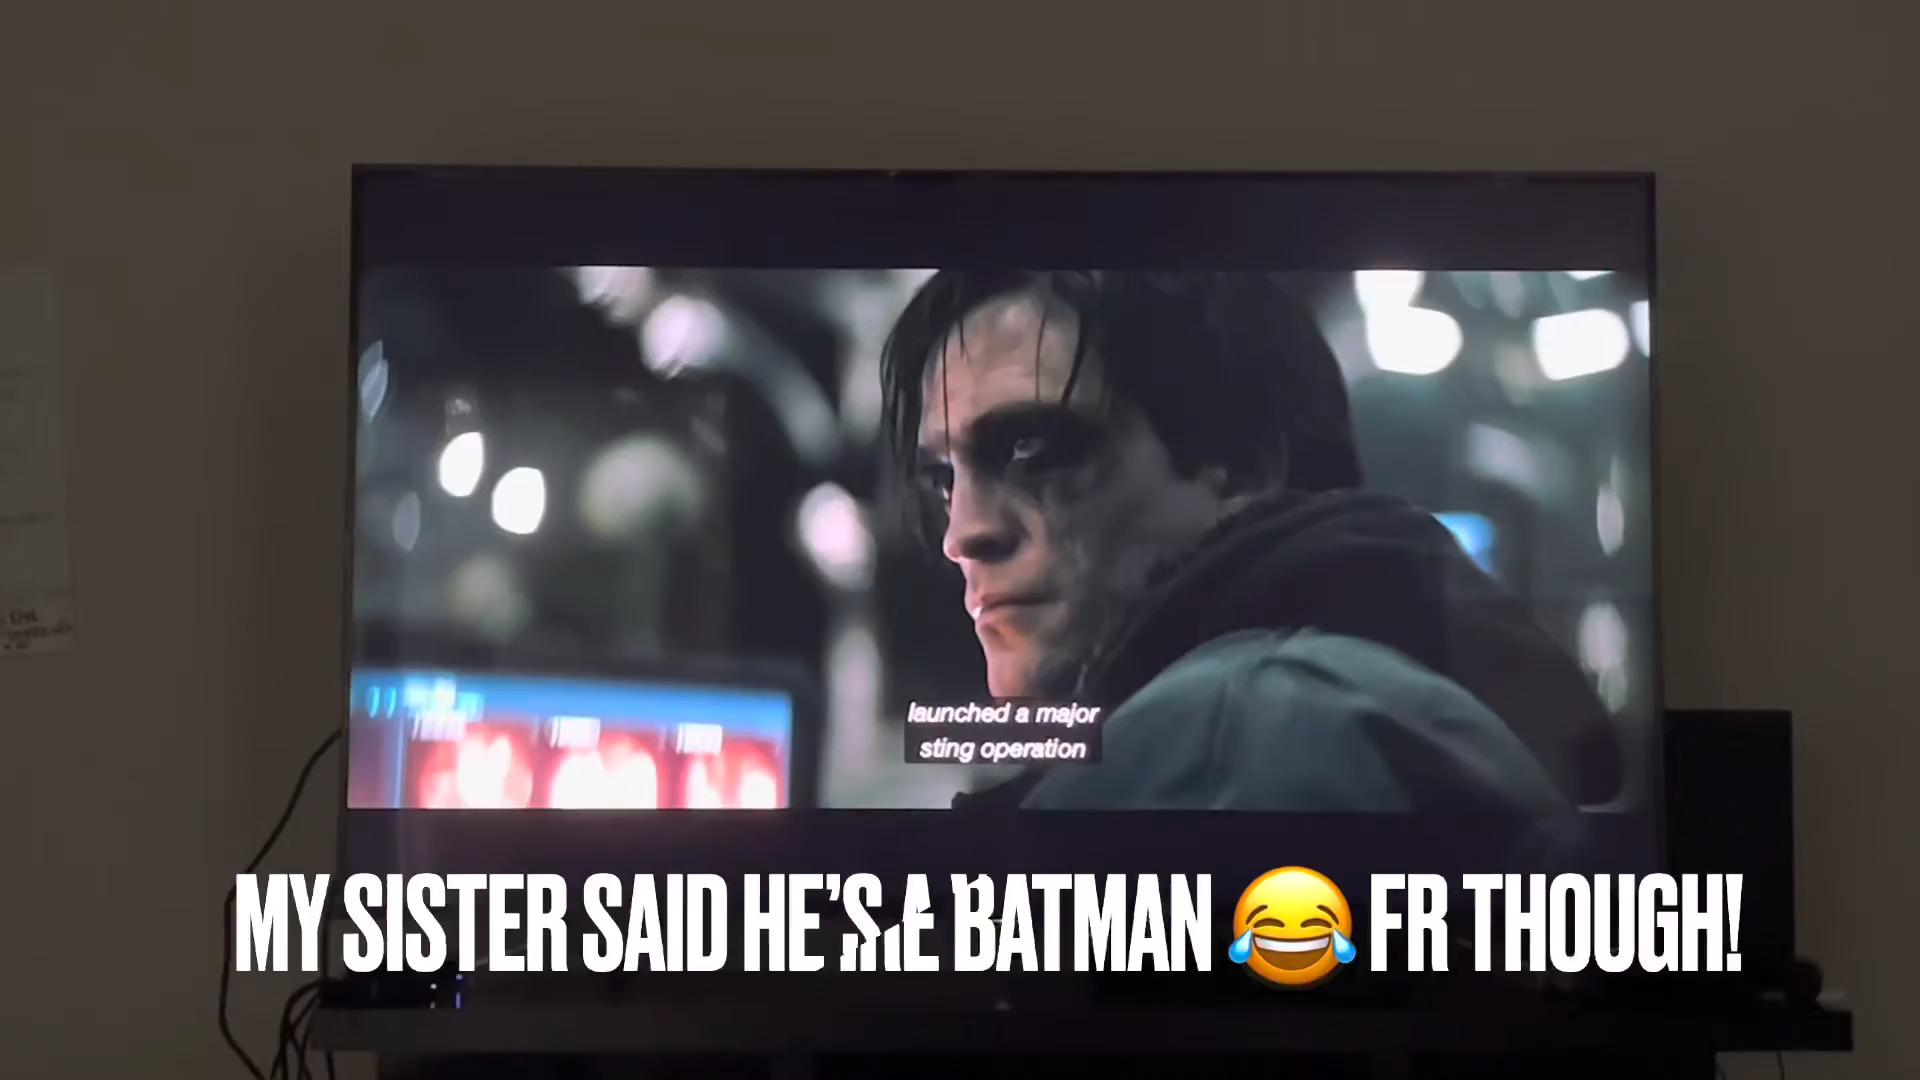 launched a major
sting operation
MY SISTER SAID HE'S A BATMAN 😂 FR THOUGH!